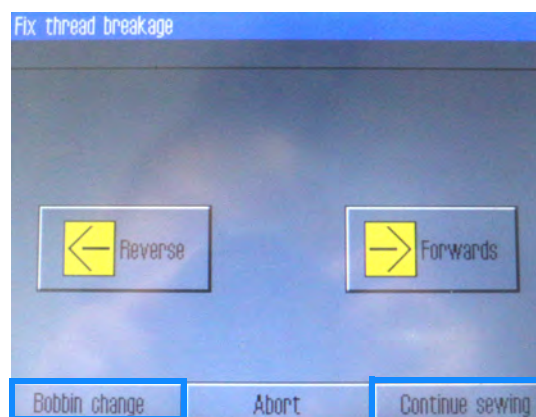 Fix thread breakage
Reverse
Forwards
Bobbin change
Abort
Continue sewing